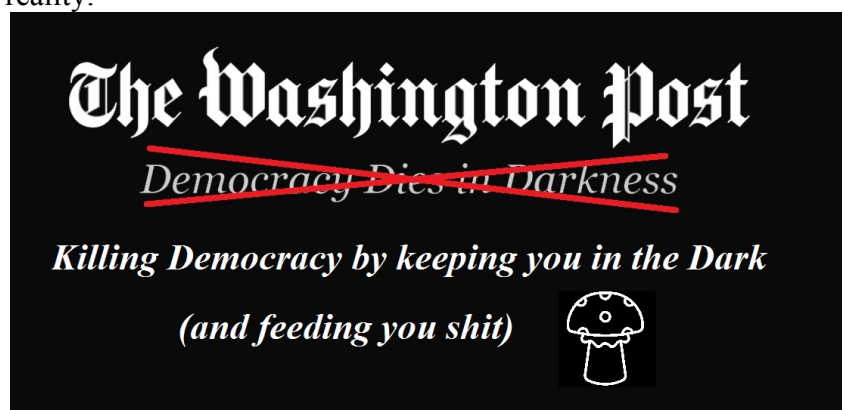 reality.
The Washington Post
Democracy Dies in Darkness
Killing Democracy by keeping you in the Dark
(and feeding you shit)